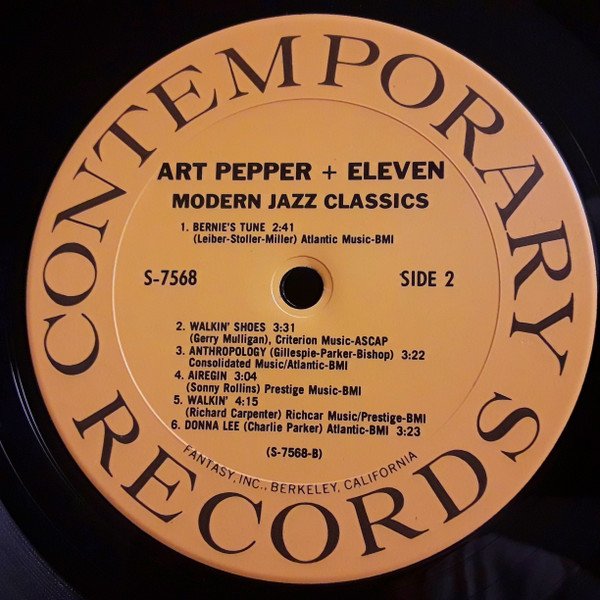 CONTEMPORARY
RECORDS
ART PEPPER + ELEVEN
MODERN JAZZ CLASSICS
1. BERNIE'S TUNE 2:41
(Leiber-Stoller-Miller) Atlantic Music-BMI
S-7568
SIDE 2
2. WALKIN' SHOES 3:31
(Gerry Mulligan), Criterion Music-ASCAP
3. ANTHROPOLOGY (Gillespie-Parker-Bishop) 3:22
Consolidated Music/Atlantic-BMI
4. AIREGIN 3:04
(Sonny Rollins) Prestige Music-BMI
5. WALKIN' 4:15
(Richard Carpenter) Richcar Music/Prestige-BMI
6. DONNA LEE (Charlie Parker) Atlantic-BMI 3:23
(S-7568-B)
FANTASY, INC., BERKELEY, CALIFORNIA